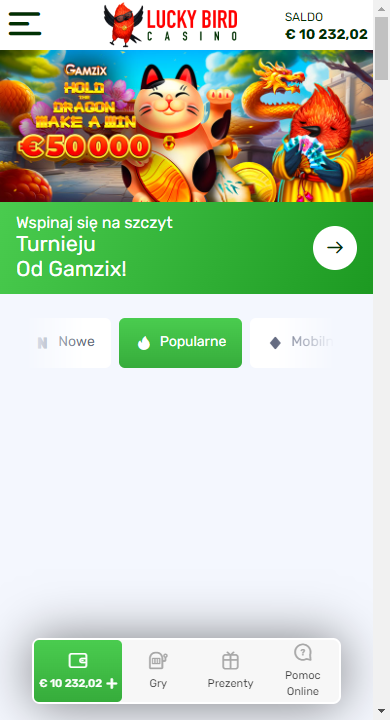 LUCKY BIRD
CASINO
SALDO
€ 10 232,02
GAMZIX
HOLD
THE
DRAGON
MAKE A WIN
€50000
Wspinaj się na szczyt
Turnieju
Od Gamzix!
Nowe
Popularne
Mobiln
€ 10 232,02
Gry
Prezenty
Pomoc
Online